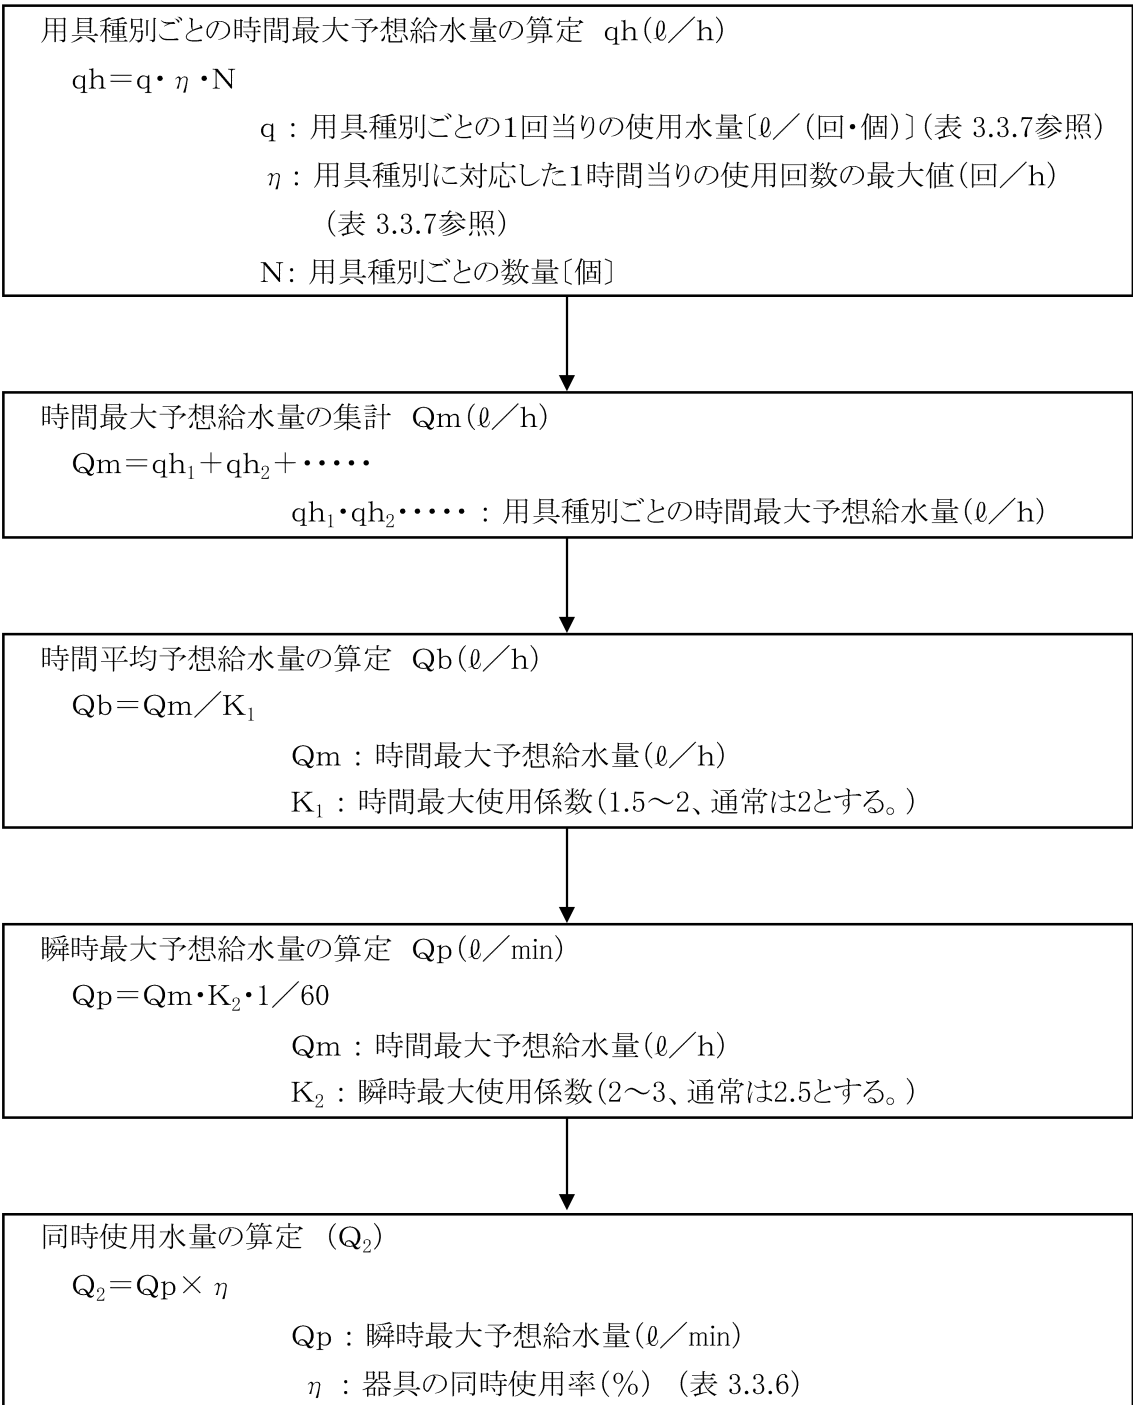 用具種別ごとの時間最大予想給水量の算定 qh(ℓ/h)
qh=q・η・N
q:用具種別ごとの1回当りの使用水量〔ℓ/(回・個)〕(表 3.3.7参照)
η:用具種別に対応した1時間当りの使用回数の最大値(回/h)
(表 3.3.7参照)
N:用具種別ごとの数量〔個〕
時間最大予想給水量の集計 Qm(ℓ/h)
Qm=qh₁+qh₂+・・・・・
qh₁・qh₂・・・・・:用具種別ごとの時間最大予想給水量(ℓ/h)
時間平均予想給水量の算定 Qb(ℓ/h)
Qb=Qm/K₁
Qm:時間最大予想給水量(ℓ/h)
K₁:時間最大使用係数(1.5~2、通常は2とする。)
瞬時最大予想給水量の算定 Qp(ℓ/min)
Qp=Qm・K₂・1/60
Qm:時間最大予想給水量(ℓ/h)
K₂:瞬時最大使用係数(2~3、通常は2.5とする。)
同時使用水量の算定 (Q₂)
Q₂=Qp×η
Qp:瞬時最大予想給水量(ℓ/min)
η:器具の同時使用率(%) (表 3.3.6)